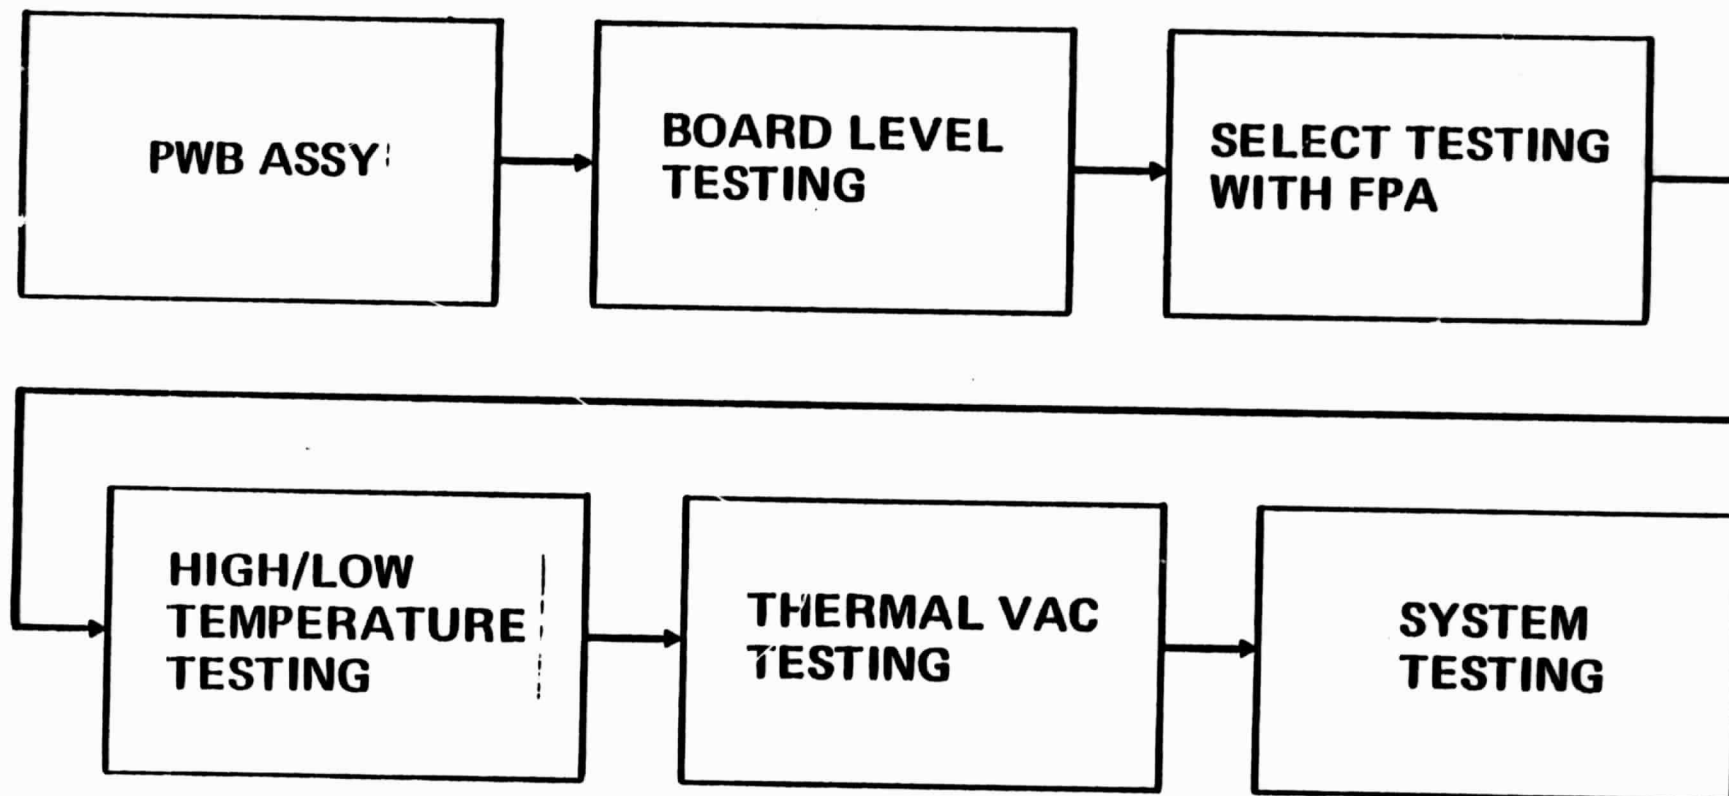 PWB ASSY
BOARD LEVEL
TESTING
SELECT TESTING
WITH FPA
HIGH/LOW
TEMPERATURE
TESTING
THERMAL VAC
TESTING
SYSTEM
TESTING